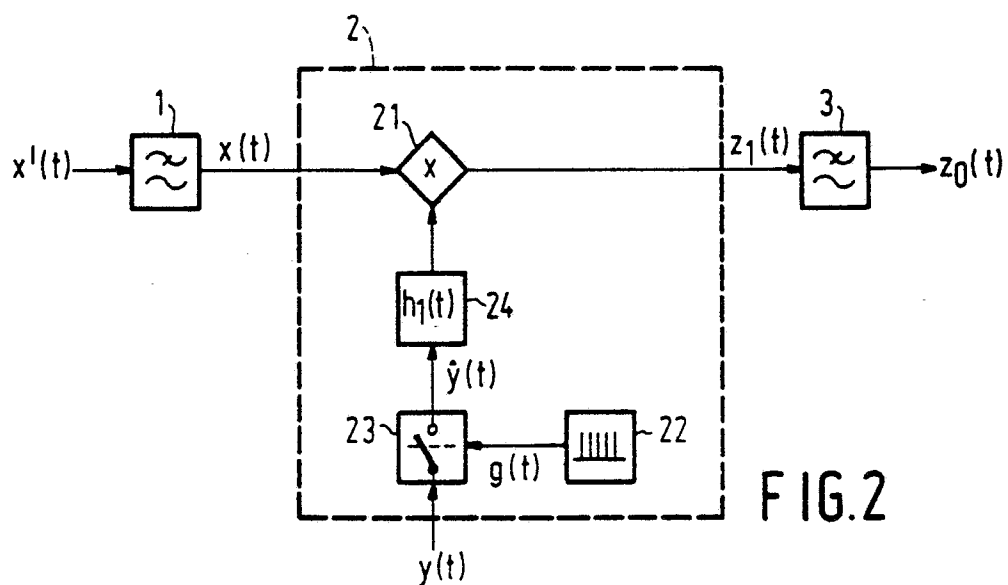 2
1
21
3
x'(t)
x(t)
x
z₁(t)
z₀(t)
h₁(t)
24
ŷ(t)
23
22
g(t)
FIG.2
y(t)